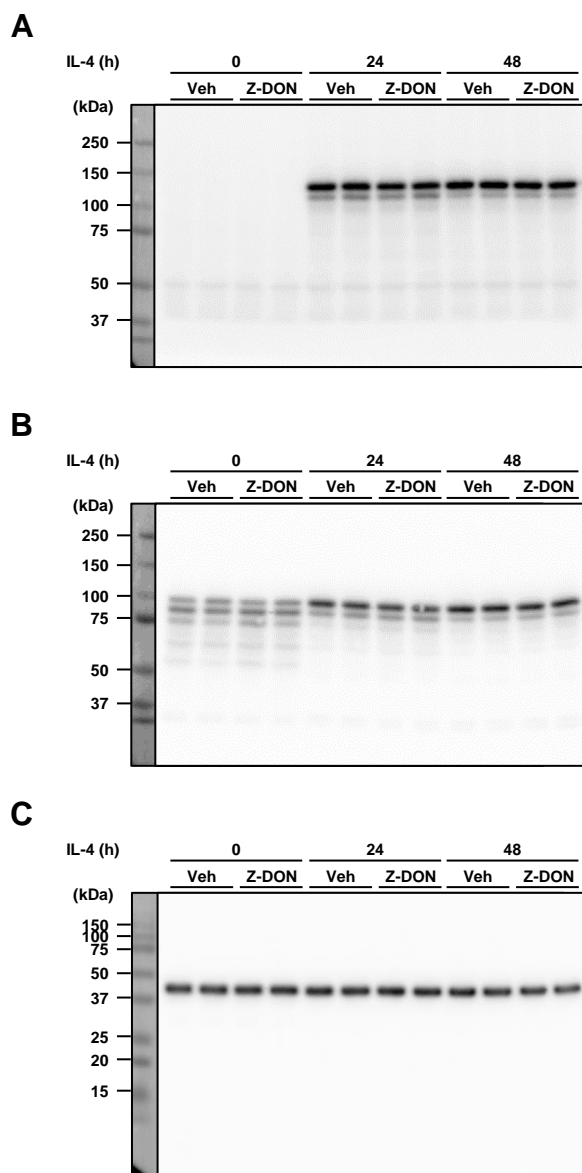 A
IL-4 (h) 0 24 48
Veh Z-DON Veh Z-DON Veh Z-DON
(kDa)
250
150
100
75
50
37
B
IL-4 (h) 0 24 48
Veh Z-DON Veh Z-DON Veh Z-DON
(kDa)
250
150
100
75
50
37
C
IL-4 (h) 0 24 48
Veh Z-DON Veh Z-DON Veh Z-DON
(kDa)
150
100
75
50
37
25
20
15